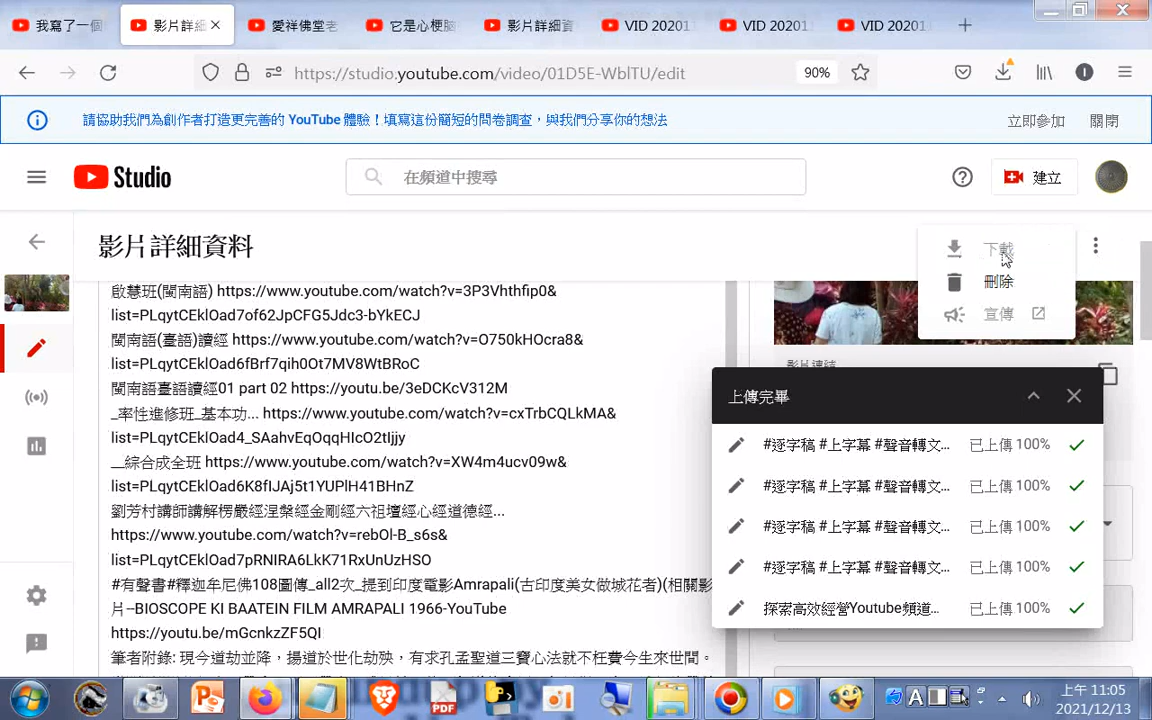 我寫了一個
影片詳細
愛祥佛堂老
它是心梗腦
影片詳細資
VID 20201
VID 20201
VID 20201
https://studio.youtube.com/video/01D5E-WblTU/edit
90%
請協助我們為創作者打造更完善的 YouTube 體驗！填寫這份簡短的問卷調查，與我們分享你的想法
立即參加
關閉
Studio
在頻道中搜尋
建立
影片詳細資料
下載
刪除
宣傳
啟慧班(閩南語) https://www.youtube.com/watch?v=3P3Vhthfip0&
list=PLqytCEklOad7of62JpCFG5Jdc3-bYkECJ
閩南語(臺語)讀經 https://www.youtube.com/watch?v=O750kHOcra8&
list=PLqytCEklOad6fBrf7qih0Ot7MV8WtBRoC
閩南語臺語讀經01 part 02 https://youtu.be/3eDCKcV312M
_率性進修班_基本功... https://www.youtube.com/watch?v=cxTrbCQLkMA&
list=PLqytCEklOad4_SAahvEqOqqHIcO2tIjjy
__綜合成全班 https://www.youtube.com/watch?v=XW4m4ucv09w&
list=PLqytCEklOad6K8fIJAj5t1YUPlH41BHnZ
劉芳村講師講解楞嚴經涅槃經金剛經六祖壇經心經道德經...
https://www.youtube.com/watch?v=rebOl-B_s6s&
list=PLqytCEklOad7pRNIRA6LkK71RxUnUzHSO
#有聲書#釋迦牟尼佛108圖傳_all2次_提到印度電影Amrapali(古印度美女做城花者)(相關影
片--BIOSCOPE KI BAATEIN FILM AMRAPALI 1966-YouTube
https://youtu.be/mGcnkzZF5QI
筆者附錄: 現今道劫並降，揚道於世化劫殃，有求孔孟聖道三寶心法就不枉費今生來世間。
影片連結
上傳完畢
#逐字稿 #上字幕 #聲音轉文... 已上傳 100%
#逐字稿 #上字幕 #聲音轉文... 已上傳 100%
#逐字稿 #上字幕 #聲音轉文... 已上傳 100%
#逐字稿 #上字幕 #聲音轉文... 已上傳 100%
探索高效經營Youtube頻道... 已上傳 100%
PDF
A
上午 11:05
2021/12/13